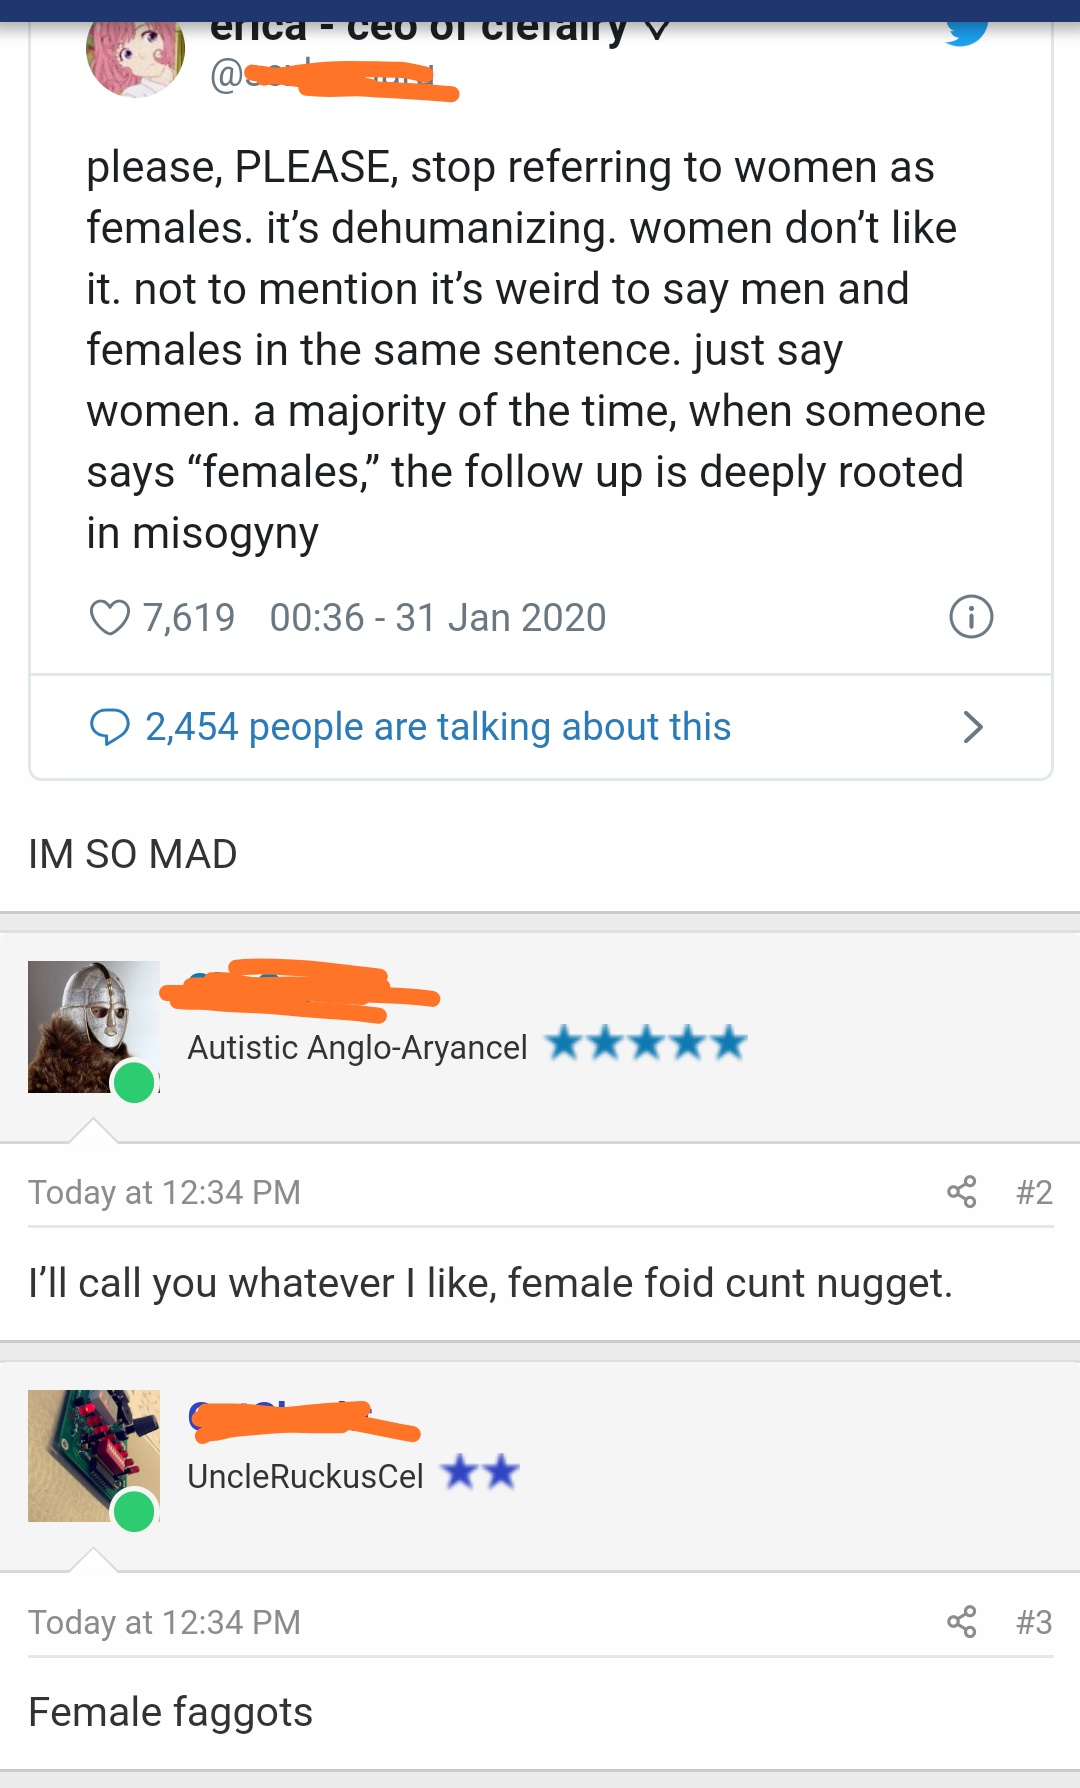 erica - ceo of clefairy
@
please, PLEASE, stop referring to women as
females. it’s dehumanizing. women don’t like
it. not to mention it’s weird to say men and
females in the same sentence. just say
women. a majority of the time, when someone
says “females,” the follow up is deeply rooted
in misogyny
7,619 00:36 - 31 Jan 2020
2,454 people are talking about this
IM SO MAD
Autistic Anglo-Aryancel
Today at 12:34 PM #2
I’ll call you whatever I like, female foid cunt nugget.
UncleRuckusCel
Today at 12:34 PM #3
Female faggots